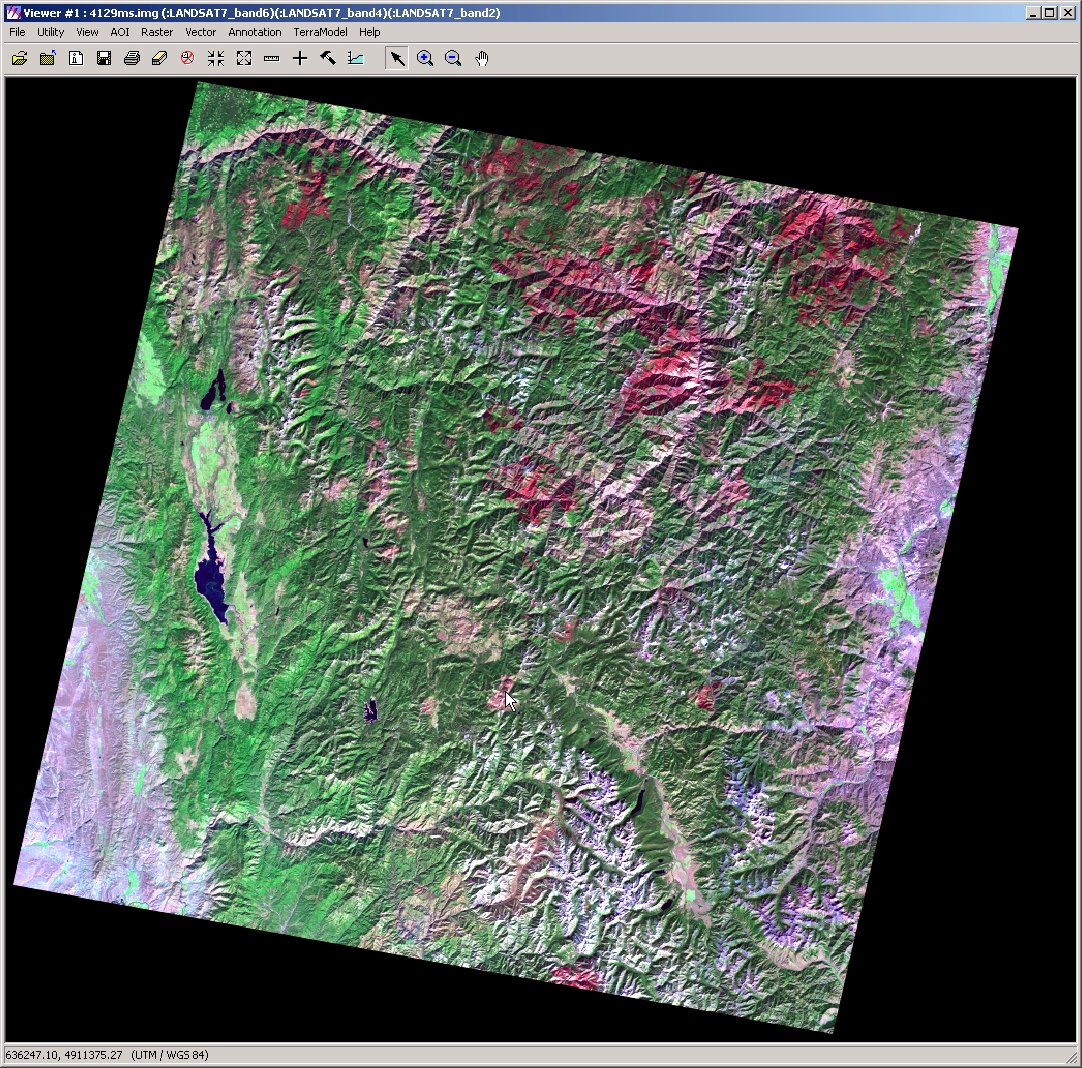 Viewer #1 : 4129ms.img (:LANDSAT7_band6)(:LANDSAT7_band4)(:LANDSAT7_band2)
File Utility View AOI Raster Vector Annotation TerraModel Help
636247.10, 4911375.27 (UTM / WGS 84)